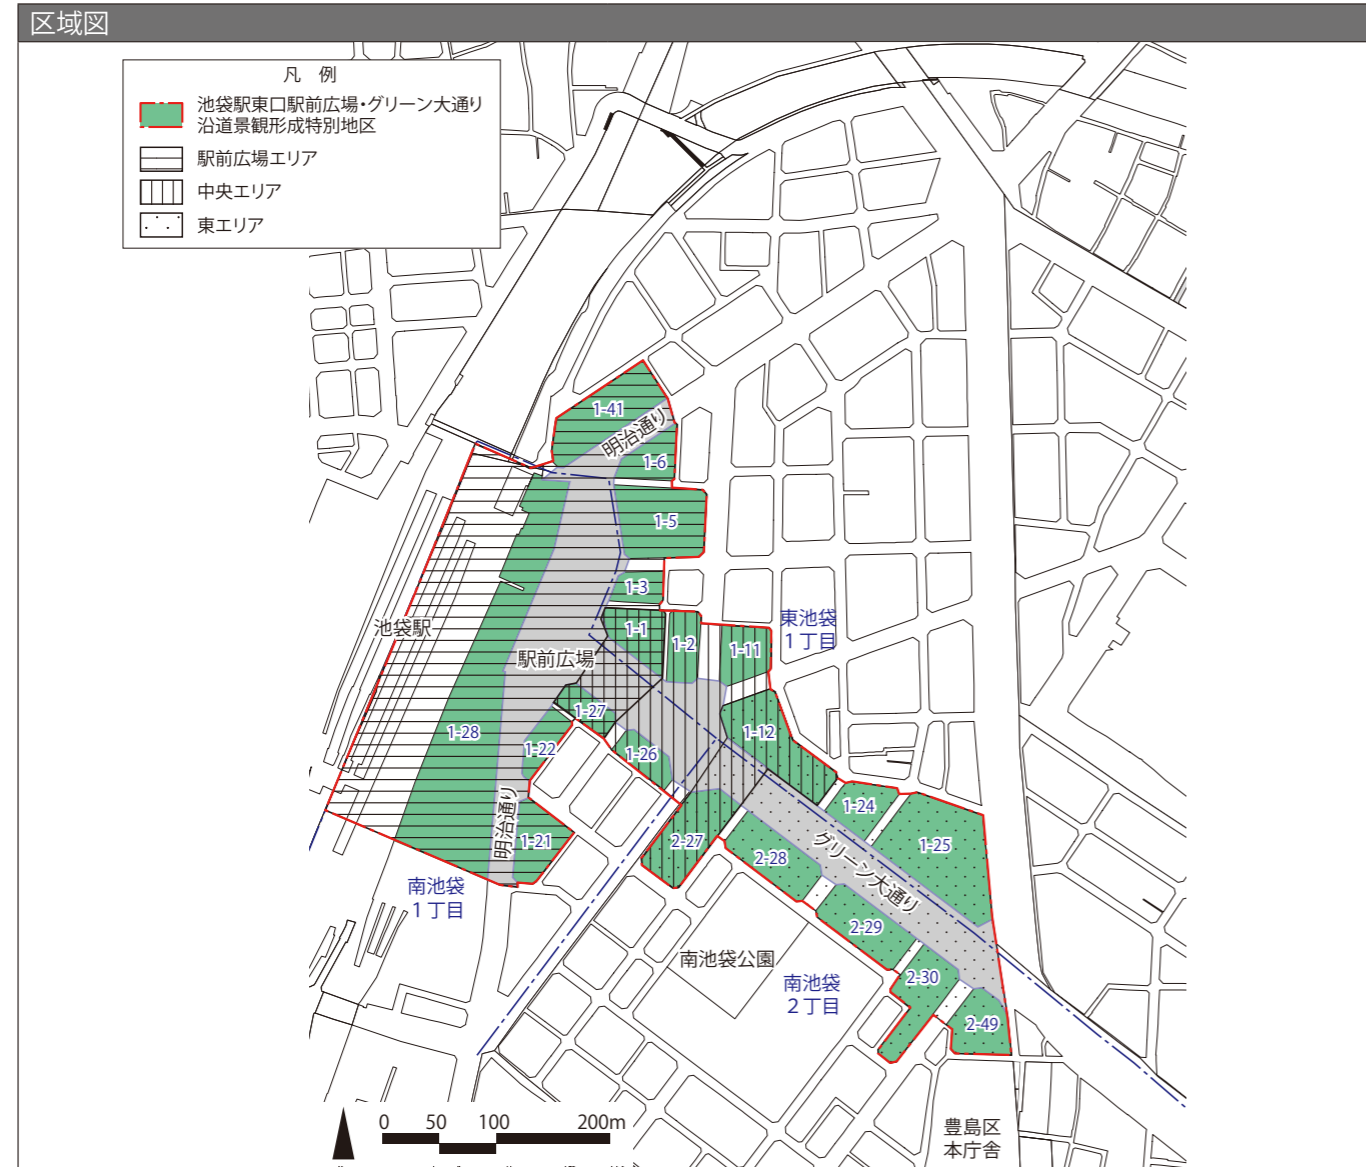 区域図
凡 例
池袋駅東口駅前広場・グリーン大通り
沿道景観形成特別地区
駅前広場エリア
中央エリア
東エリア
1-41
明治通り
1-6
1-5
1-3
池袋駅
1-1
1-2
1-11
東池袋
1丁目
駅前広場
1-27
1-28
1-22
1-26
1-12
明治通り
1-21
2-27
2-28
1-24
1-25
グリーン大通り
南池袋
1丁目
2-29
南池袋公園
南池袋
2丁目
2-30
2-49
0 50 100 200m
豊島区
本庁舎